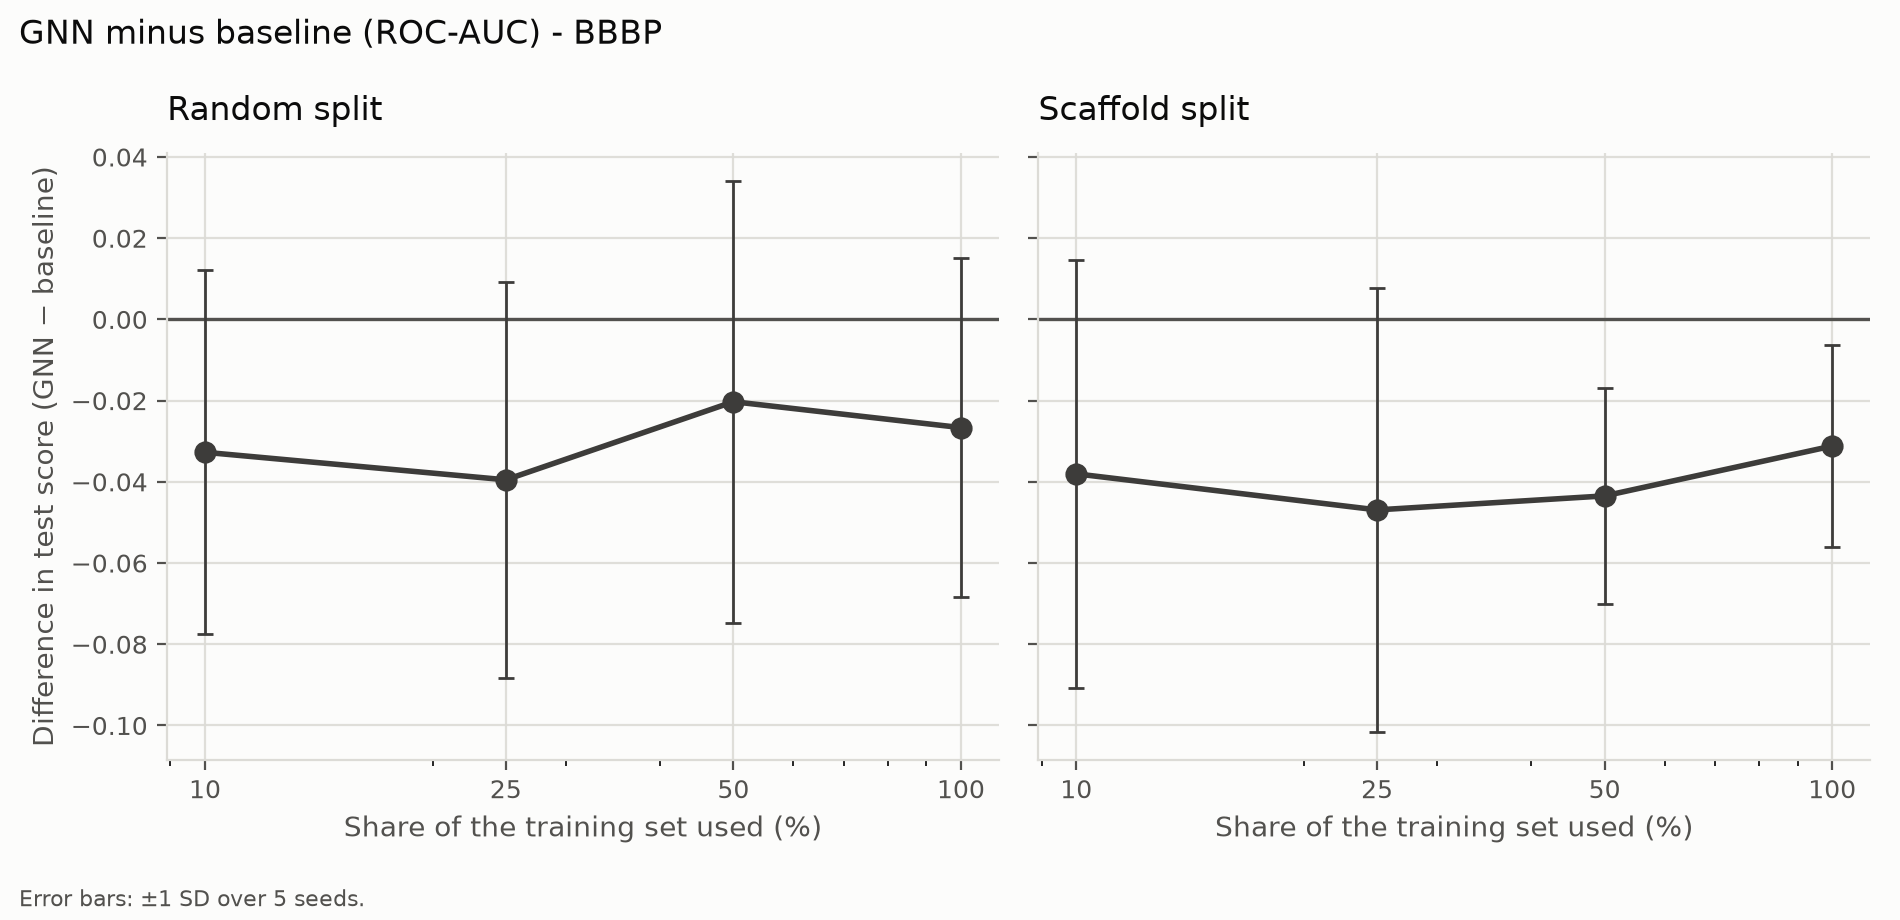 GNN minus baseline (ROC-AUC) - BBBP
Random split
Scaffold split
Difference in test score (GNN − baseline)
0.04
0.02
0.00
−0.02
−0.04
−0.06
−0.08
−0.10
10 25 50 100
10 25 50 100
Share of the training set used (%)
Share of the training set used (%)
Error bars: ±1 SD over 5 seeds.